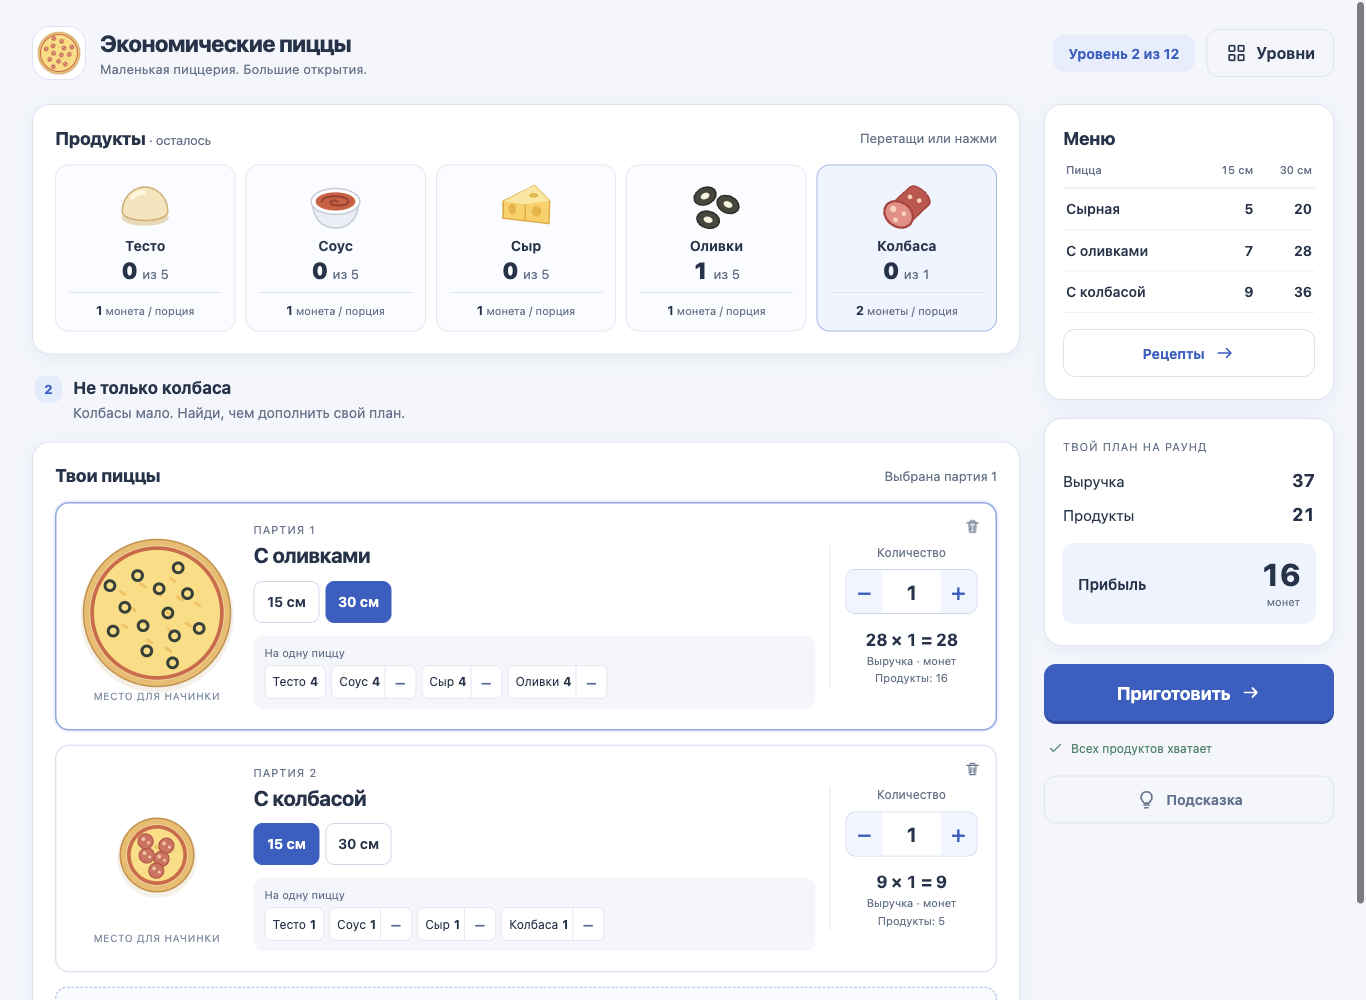 Экономические пиццы
Маленькая пиццерия. Большие открытия.
Уровень 2 из 12
Уровни
Продукты · осталось
Перетащи или нажми
Тесто
0 из 5
1 монета / порция
Соус
0 из 5
1 монета / порция
Сыр
0 из 5
1 монета / порция
Оливки
1 из 5
1 монета / порция
Колбаса
0 из 1
2 монеты / порция
2 Не только колбаса
Колбасы мало. Найди, чем дополнить свой план.
Твои пиццы
Выбрана партия 1
ПАРТИЯ 1
С оливками
15 см 30 см
На одну пиццу
Тесто 4 Соус 4 – Сыр 4 – Оливки 4 –
МЕСТО ДЛЯ НАЧИНКИ
Количество
– 1 +
28 × 1 = 28
Выручка · монет
Продукты: 16
ПАРТИЯ 2
С колбасой
15 см 30 см
На одну пиццу
Тесто 1 Соус 1 – Сыр 1 – Колбаса 1 –
МЕСТО ДЛЯ НАЧИНКИ
Количество
– 1 +
9 × 1 = 9
Выручка · монет
Продукты: 5
Меню
Пицца 15 см 30 см
Сырная 5 20
С оливками 7 28
С колбасой 9 36
Рецепты →
ТВОЙ ПЛАН НА РАУНД
Выручка 37
Продукты 21
Прибыль 16
монет
Приготовить →
✓ Всех продуктов хватает
Подсказка